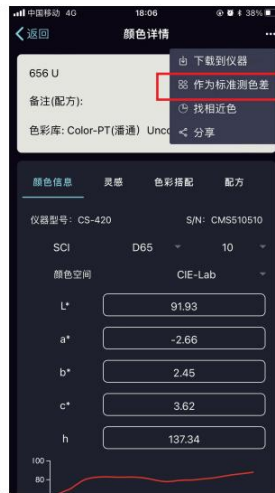 中国移动 4G 18:06 38%
返回 颜色详情 ...
656 U
备注(配方):
色彩库: Color-PT(潘通) Unco
下载到仪器
作为标准测色差
找相近色
分享
颜色信息 灵感 色彩搭配 配方
仪器型号: CS-420 S/N: CMS510510
SCI D65 10
颜色空间 CIE-Lab
L* 91.93
a* -2.66
b* 2.45
c* 3.62
h 137.34
100
80